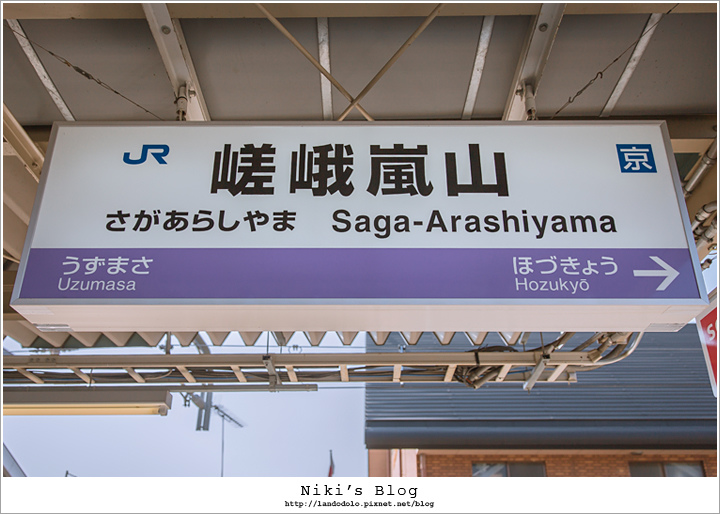 JR 嵯峨嵐山 京
さがあらしやま Saga-Arashiyama
うずまさ ほづきょう →
Uzumasa Hozukyō
Niki's Blog
http://landodolo.pixnet.net/blog